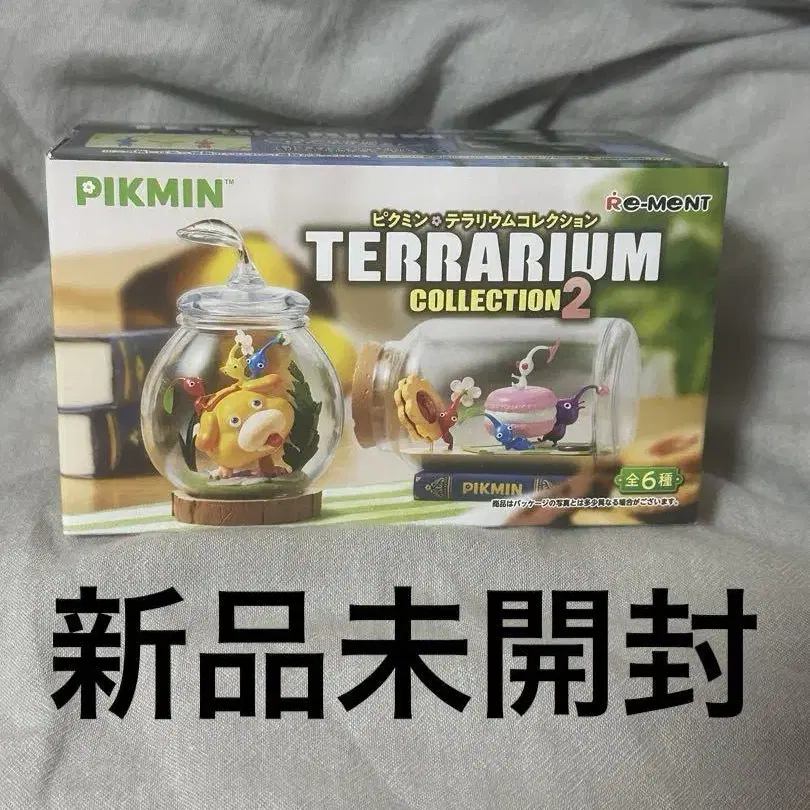 PIKMIN™
Re-MeNT
ピクミン テラリウムコレクション
TERRARIUM
COLLECTION 2
PIKMIN
全6種
商品はパッケージの写真とは多少異なる場合がございます。
新品未開封